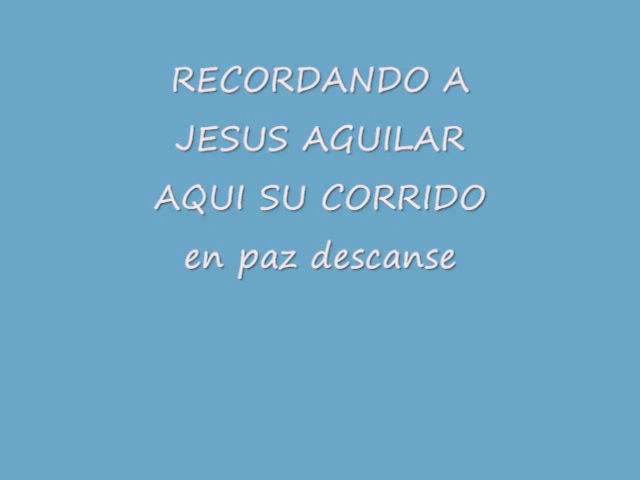 RECORDANDO A
JESUS AGUILAR
AQUI SU CORRIDO
en paz descanse